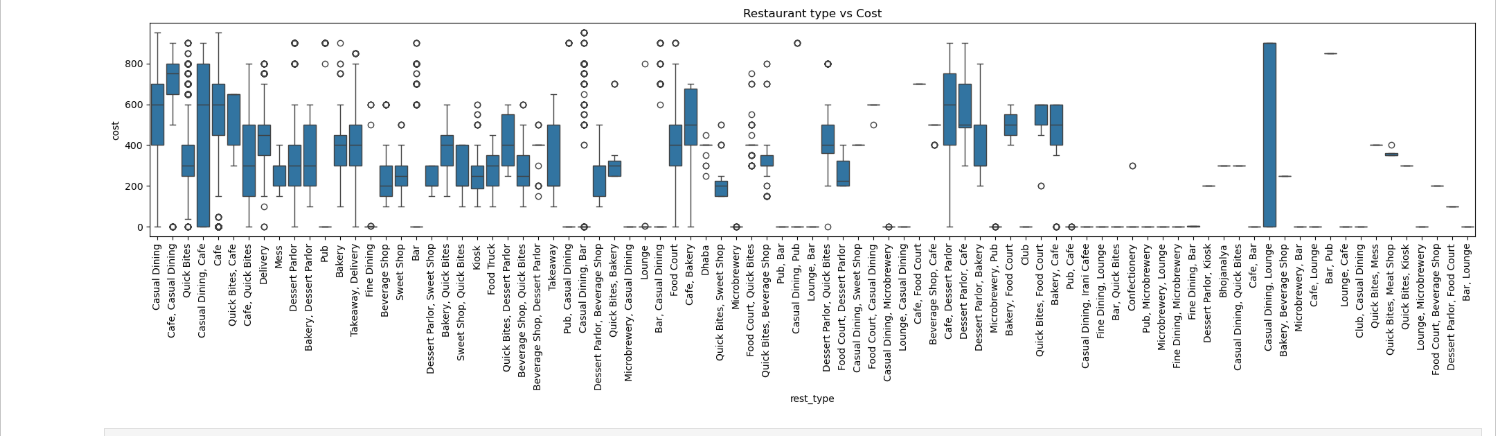 Restaurant type vs Cost
cost
800
600
400
200
0
Casual Dining
Cafe, Casual Dining
Quick Bites
Casual Dining, Cafe
Cafe
Quick Bites, Cafe
Cafe, Quick Bites
Delivery
Mess
Dessert Parlor
Bakery, Dessert Parlor
Pub
Bakery
Takeaway, Delivery
Fine Dining
Beverage Shop
Sweet Shop
Bar
Dessert Parlor, Sweet Shop
Bakery, Quick Bites
Sweet Shop, Quick Bites
Kiosk
Food Truck
Quick Bites, Dessert Parlor
Beverage Shop, Quick Bites
Beverage Shop, Dessert Parlor
Takeaway
Pub, Casual Dining
Casual Dining, Bar
Dessert Parlor, Beverage Shop
Quick Bites, Bakery
Microbrewery, Casual Dining
Lounge
Bar, Casual Dining
Food Court
Cafe, Bakery
Dhaba
Quick Bites, Sweet Shop
Microbrewery
Food Court, Quick Bites
Quick Bites, Beverage Shop
Pub, Bar
Casual Dining, Pub
Lounge, Bar
Dessert Parlor, Quick Bites
Food Court, Dessert Parlor
Casual Dining, Sweet Shop
Food Court, Casual Dining
Casual Dining, Microbrewery
Lounge, Casual Dining
Cafe, Food Court
Beverage Shop, Cafe
Cafe, Dessert Parlor
Dessert Parlor, Cafe
Dessert Parlor, Bakery
Microbrewery, Pub
Bakery, Food Court
Club
Quick Bites, Food Court
Bakery, Cafe
Pub, Cafe
Casual Dining, Irani Cafee
Fine Dining, Lounge
Bar, Quick Bites
Confectionery
Pub, Microbrewery
Microbrewery, Lounge
Fine Dining, Microbrewery
Fine Dining, Bar
Dessert Parlor, Kiosk
Bhojanalya
Casual Dining, Quick Bites
Cafe, Bar
Casual Dining, Lounge
Bakery, Beverage Shop
Microbrewery, Bar
Cafe, Lounge
Bar, Pub
Lounge, Cafe
Club, Casual Dining
Quick Bites, Mess
Quick Bites, Meat Shop
Quick Bites, Kiosk
Lounge, Microbrewery
Food Court, Beverage Shop
Dessert Parlor, Food Court
Bar, Lounge
rest_type